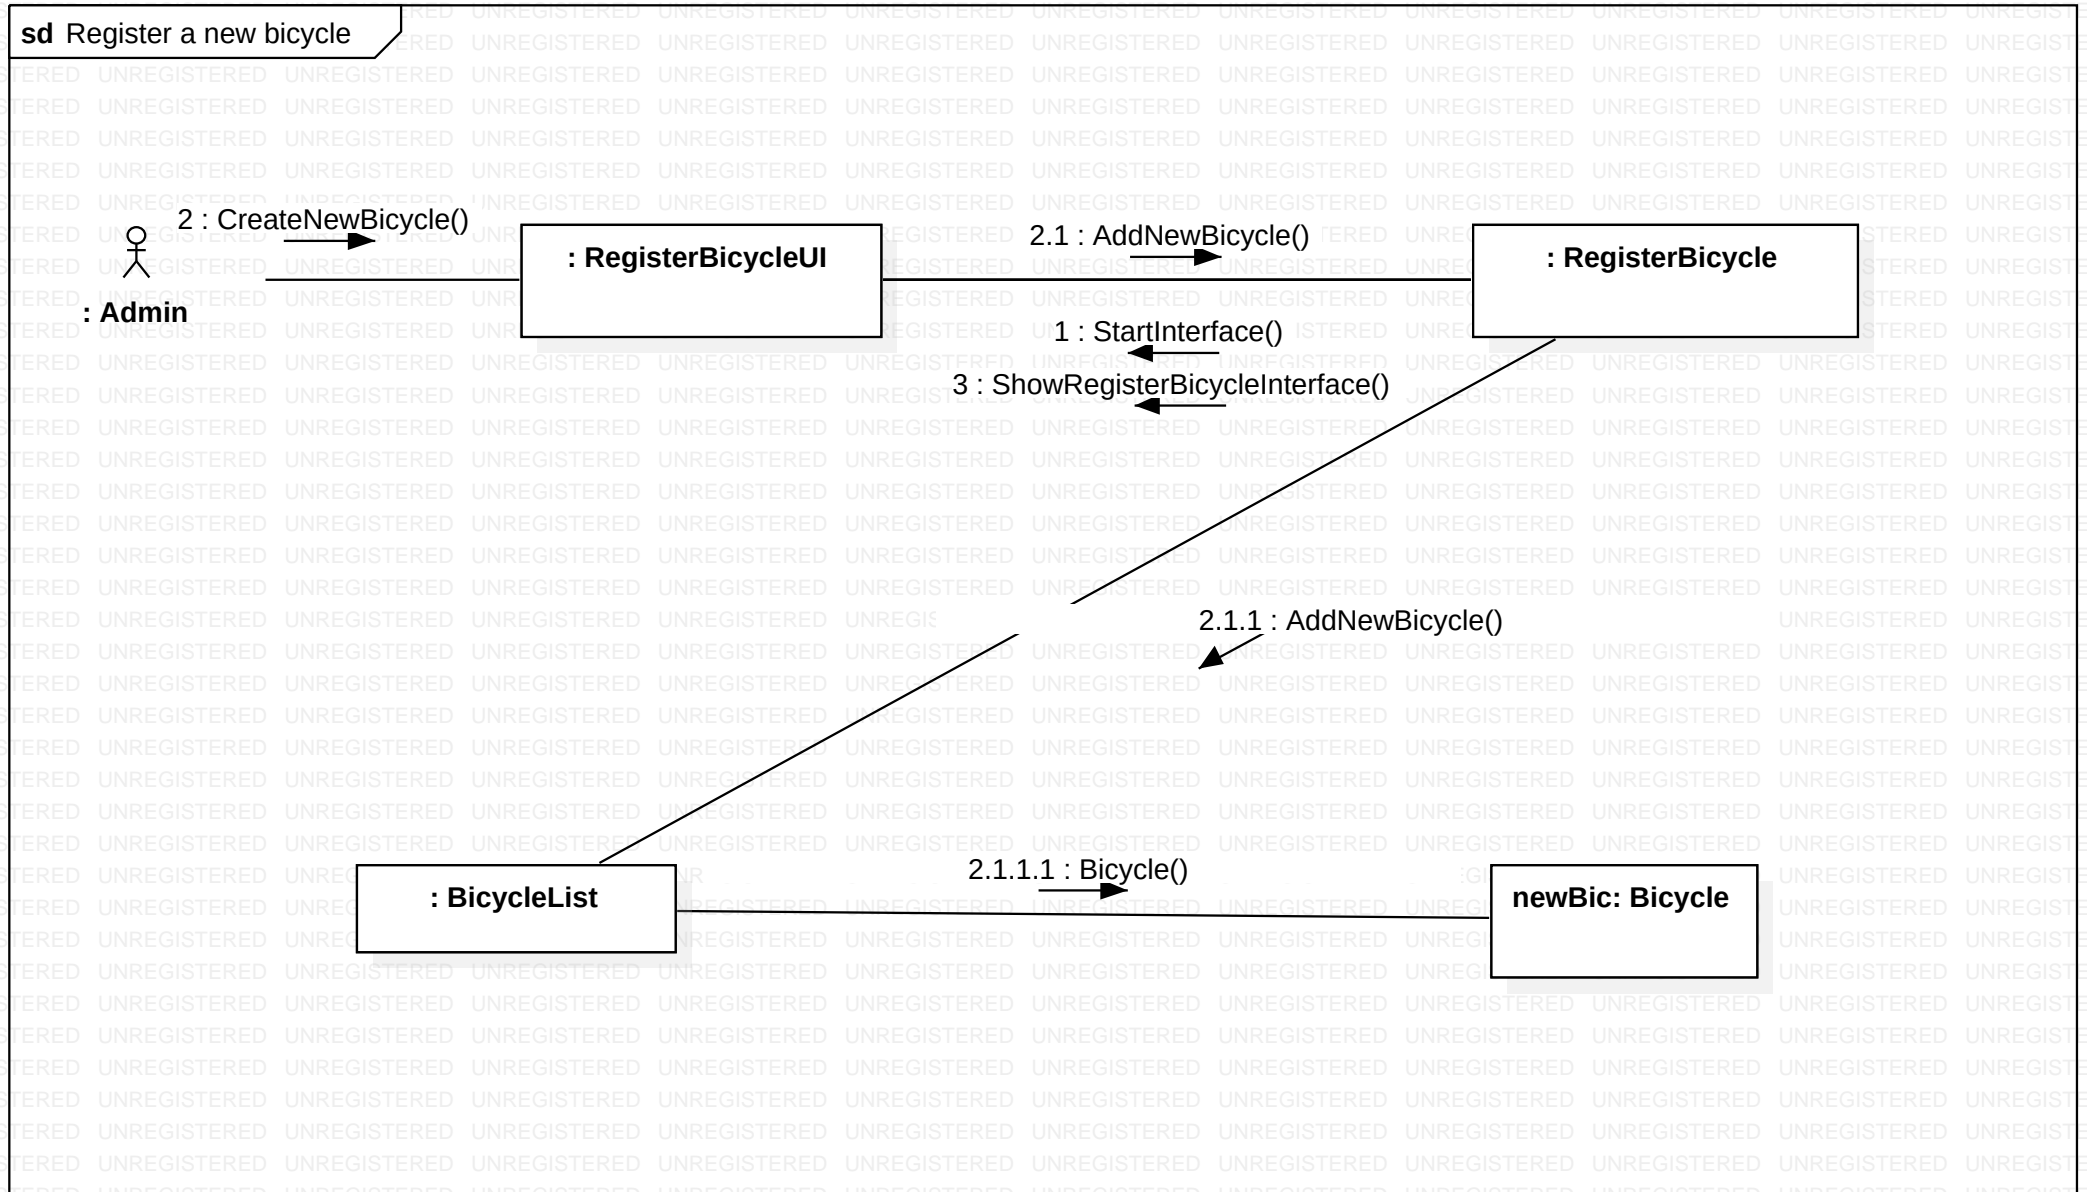 sd Register a new bicycle
2 : CreateNewBicycle()
: Admin
: RegisterBicycleUI
2.1 : AddNewBicycle()
: RegisterBicycle
1 : StartInterface()
3 : ShowRegisterBicycleInterface()
2.1.1 : AddNewBicycle()
: BicycleList
2.1.1.1 : Bicycle()
newBic: Bicycle
UNREGISTERED